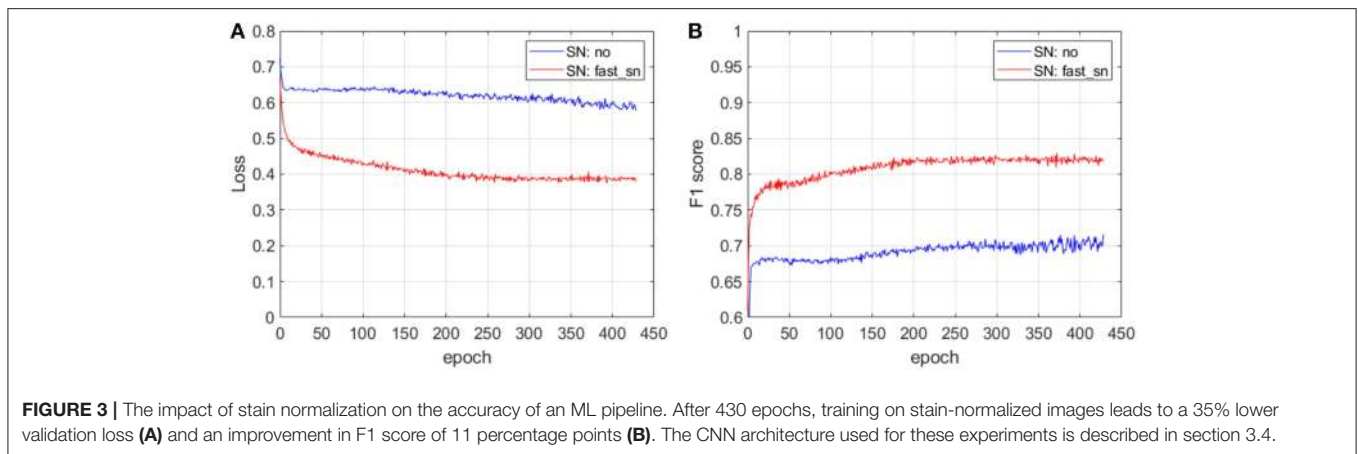 A
Loss
0.8
0.7
0.6
0.5
0.4
0.3
0.2
0.1
0
0 50 100 150 200 250 300 350 400 450
epoch
SN: no
SN: fast_sn
B
F1 score
1
0.95
0.9
0.85
0.8
0.75
0.7
0.65
0.6
0 50 100 150 200 250 300 350 400 450
epoch
SN: no
SN: fast_sn
FIGURE 3 | The impact of stain normalization on the accuracy of an ML pipeline. After 430 epochs, training on stain-normalized images leads to a 35% lower
validation loss (A) and an improvement in F1 score of 11 percentage points (B). The CNN architecture used for these experiments is described in section 3.4.